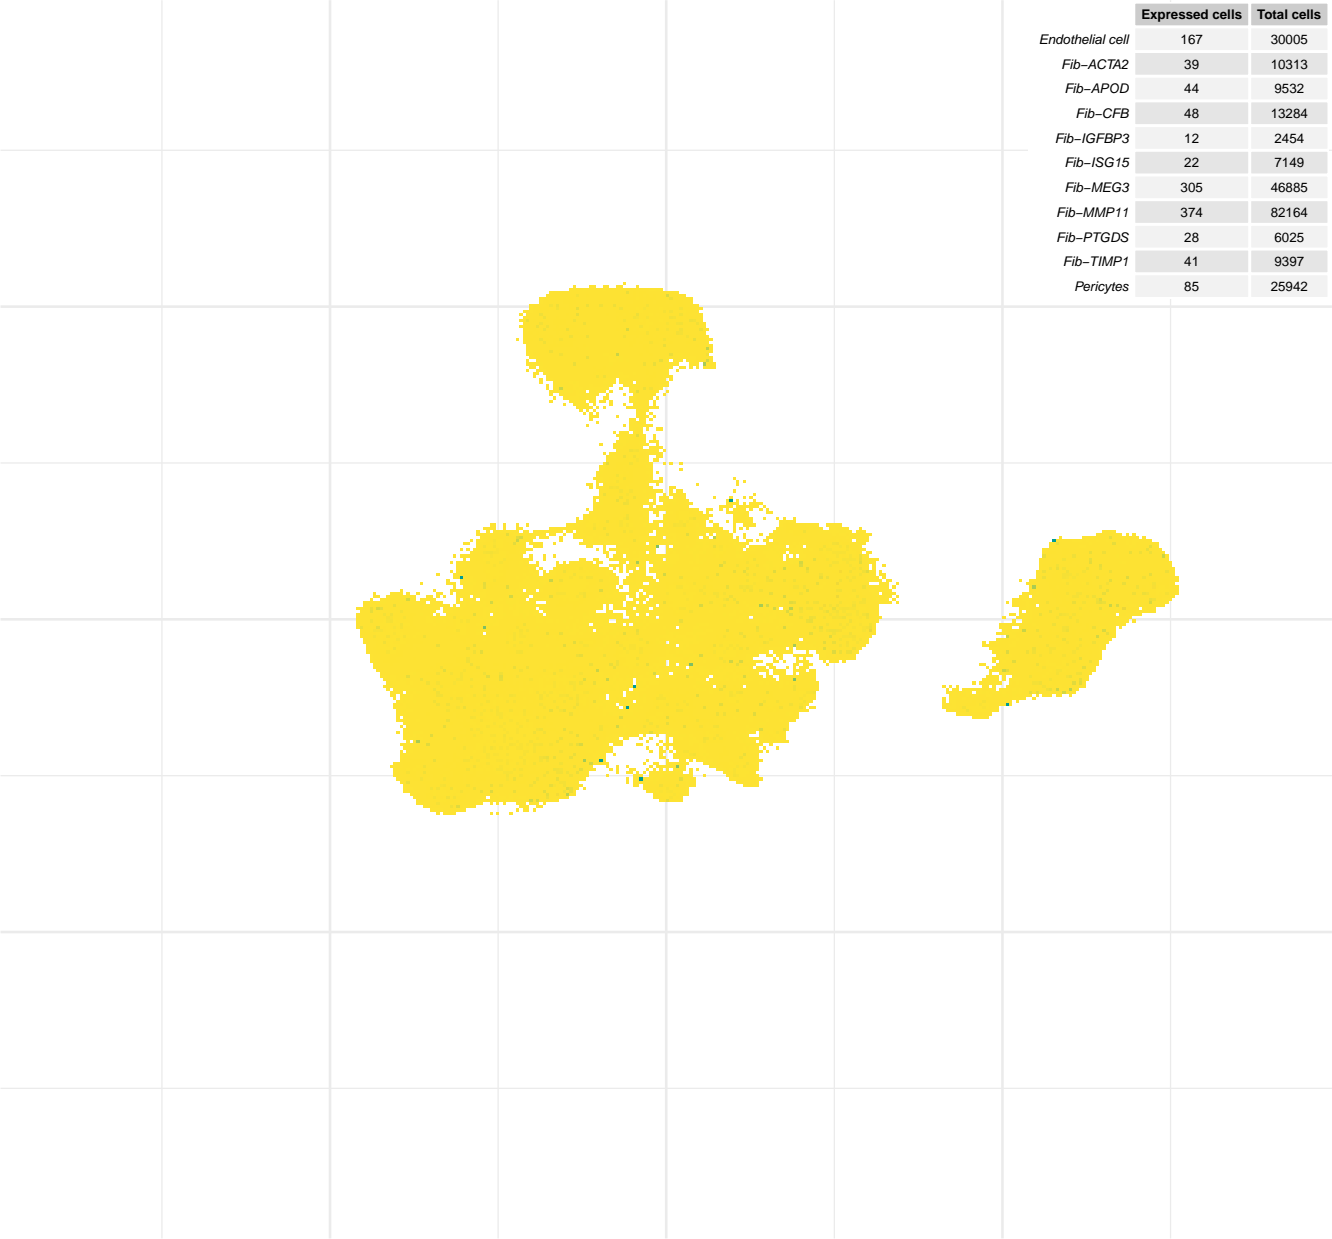 Expressed cells Total cells
Endothelial cell 167 30005
Fib−ACTA2 39 10313
Fib−APOD 44 9532
Fib−CFB 48 13284
Fib−IGFBP3 12 2454
Fib−ISG15 22 7149
Fib−MEG3 305 46885
Fib−MMP11 374 82164
Fib−PTGDS 28 6025
Fib−TIMP1 41 9397
Pericytes 85 25942